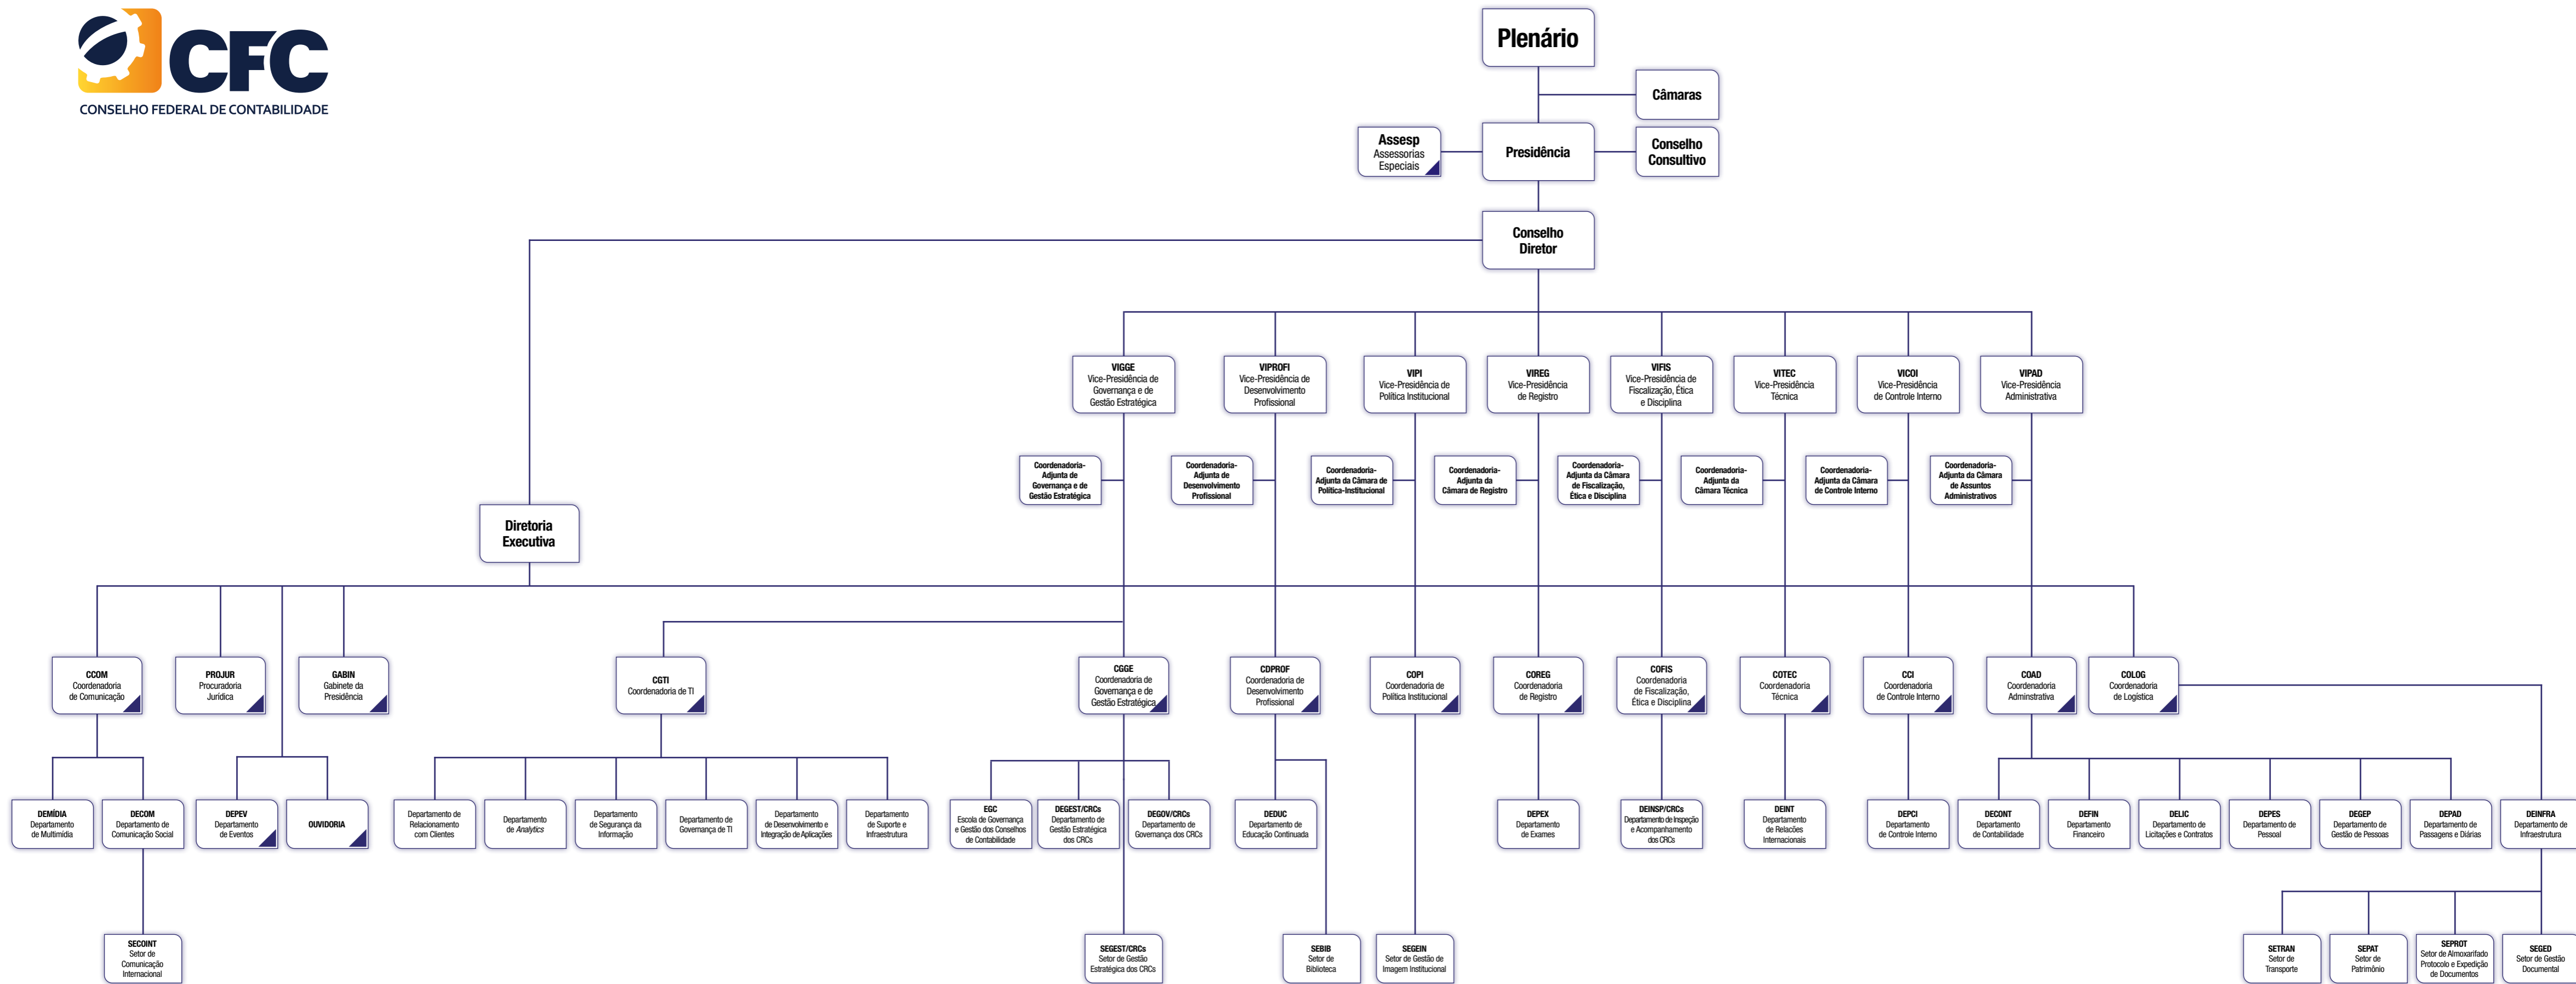 CFC
CONSELHO FEDERAL DE CONTABILIDADE
Plenário
Câmaras
Assesp
Assessorias
Especiais
Presidência
Conselho
Consultivo
Conselho
Diretor
VIGGE
Vice-Presidência de
Governança e de
Gestão Estratégica
VIPROFI
Vice-Presidência de
Desenvolvimento
Profissional
VIPI
Vice-Presidência de
Política Institucional
VIREG
Vice-Presidência
de Registro
VIFIS
Vice-Presidência de
Fiscalização, Ética
e Disciplina
VITEC
Vice-Presidência
Técnica
VICOI
Vice-Presidência
de Controle Interno
VIPAD
Vice-Presidência
Administrativa
Coordenadoria-
Adjunta de
Governança e de
Gestão Estratégica
Coordenadoria-
Adjunta de
Desenvolvimento
Profissional
Coordenadoria-
Adjunta da Câmara de
Política-Institucional
Coordenadoria-
Adjunta da
Câmara de Registro
Coordenadoria-
Adjunta da Câmara
de Fiscalização,
Ética e Disciplina
Coordenadoria-
Adjunta da
Câmara Técnica
Coordenadoria-
Adjunta da Câmara
de Controle Interno
Coordenadoria-
Adjunta da Câmara
de Assuntos
Administrativos
Diretoria
Executiva
CCOM
Coordenadoria
de Comunicação
PROJUR
Procuradoria
Jurídica
GABIN
Gabinete da
Presidência
CGTI
Coordenadoria de TI
CGGE
Coordenadoria de
Governança e de
Gestão Estratégica
CDPROF
Coordenadoria de
Desenvolvimento
Profissional
COPI
Coordenadoria de
Política Institucional
COREG
Coordenadoria
de Registro
COFIS
Coordenadoria
de Fiscalização,
Ética e Disciplina
COTEC
Coordenadoria
Técnica
CCI
Coordenadoria
de Controle Interno
COAD
Coordenadoria
Adminstrativa
COLOG
Coordenadoria
de Logística
DEMÍDIA
Departamento
de Multimídia
DECOM
Departamento de
Comunicação Social
DEPEV
Departamento
de Eventos
OUVIDORIA
Departamento de
Relacionamento
com Clientes
Departamento
de Analytics
Departamento
de Segurança da
Informação
Departamento de
Governança de TI
Departamento
de Desenvolvimento e
Integração de Aplicações
Departamento
de Suporte e
Infraestrutura
EGC
Escola de Governança
e Gestão dos Conselhos
de Contabilidade
DEGEST/CRCs
Departamento de
Gestão Estratégica
dos CRCs
DEGOV/CRCs
Departamento de
Governança dos CRCs
DEDUC
Departamento de
Educação Continuada
DEPEX
Departamento
de Exames
DEINSP/CRCs
Departamento de Inspeção
e Acompanhamento
dos CRCs
DEINT
Departamento
de Relacões
Internacionais
DEPCI
Departamento
de Controle Interno
DECONT
Departamento
de Contabilidade
DEFIN
Departamento
Financeiro
DELIC
Departamento de
Licitações e Contratos
DEPES
Departamento de
Pessoal
DEGEP
Departamento de
Gestão de Pessoas
DEPAD
Departamento de
Passagens e Diárias
DEINFRA
Departamento de
Infraestrutura
SECOINT
Setor de
Comunicação
Internacional
SEGEST/CRCs
Setor de Gestão
Estratégica dos CRCs
SEBIB
Setor de
Biblioteca
SEGEIN
Setor de Gestão de
Imagem Institucional
SETRAN
Setor de
Transporte
SEPAT
Setor de
Patrimônio
SEPROT
Setor de Almoxarifado
Protocolo e Expedição
de Documentos
SEGED
Setor de Gestão
Documental